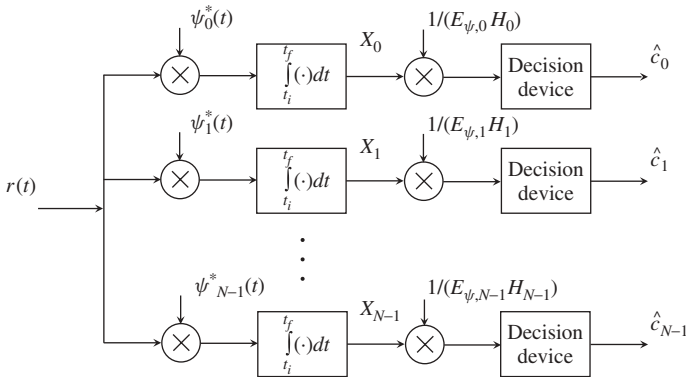 ψ₀*(t)
X₀
1/(E_ψ,0 H₀)
t_f
∫(·)dt
t_i
Decision
device
ĉ₀
ψ₁*(t)
X₁
1/(E_ψ,1 H₁)
t_f
∫(·)dt
t_i
Decision
device
ĉ₁
r(t)
ψ*_N−1(t)
X_N−1
1/(E_ψ,N−1 H_N−1)
t_f
∫(·)dt
t_i
Decision
device
ĉ_N−1